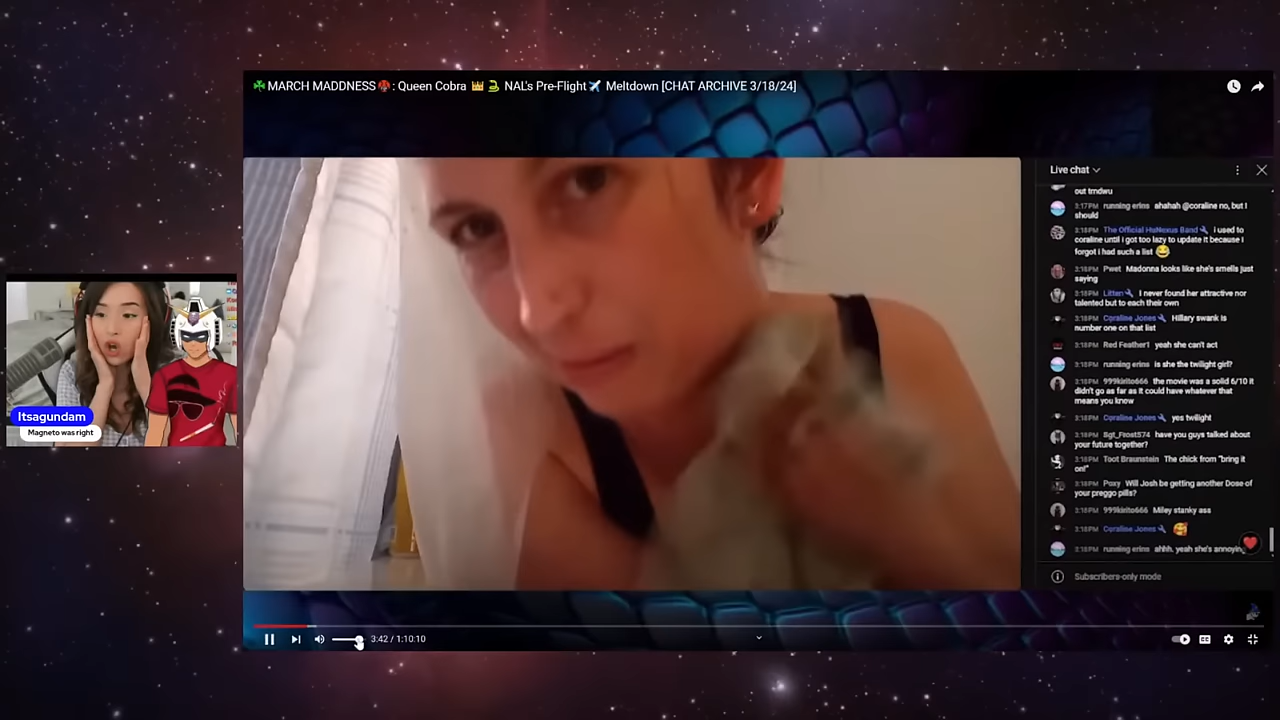 ☘MARCH MADDNESS👹: Queen Cobra 👑 🐍 NAL's Pre-Flight✈ Meltdown [CHAT ARCHIVE 3/18/24]
Live chat
3:17PM running erins ahahah @coraline no, but I
should
3:18PM The Official HsNexus Band i used to
coraline until i got too lazy to update it because I
forgot i had such a list 😂
3:18PM Pwet Madonna looks like she's smells just
saying
3:18PM Litten I never found her attractive nor
talented but to each their own
3:18PM Coraline Jones Hillary swank is
number one on that list
3:18PM Red Feather1 yeah she can't act
3:18PM running erins is she the twilight girl?
3:18PM 999kirito666 the movie was a solid 6/10 it
didn't go as far as it could have whatever that
means you know
3:18PM Coraline Jones yes twilight
3:18PM Sgt_Frost574 have you guys talked about
your future together?
3:18PM Toot Braunstein The chick from "bring it
on!"
3:18PM Poxy Will Josh be getting another Dose of
your preggo pills?
3:18PM 999kirito666 Miley stanky ass
3:18PM Coraline Jones 🥰
3:18PM running erins ahhh. yeah she's annoying
Subscribers-only mode
Itsagundam
Magneto was right
3:42 / 1:10:10